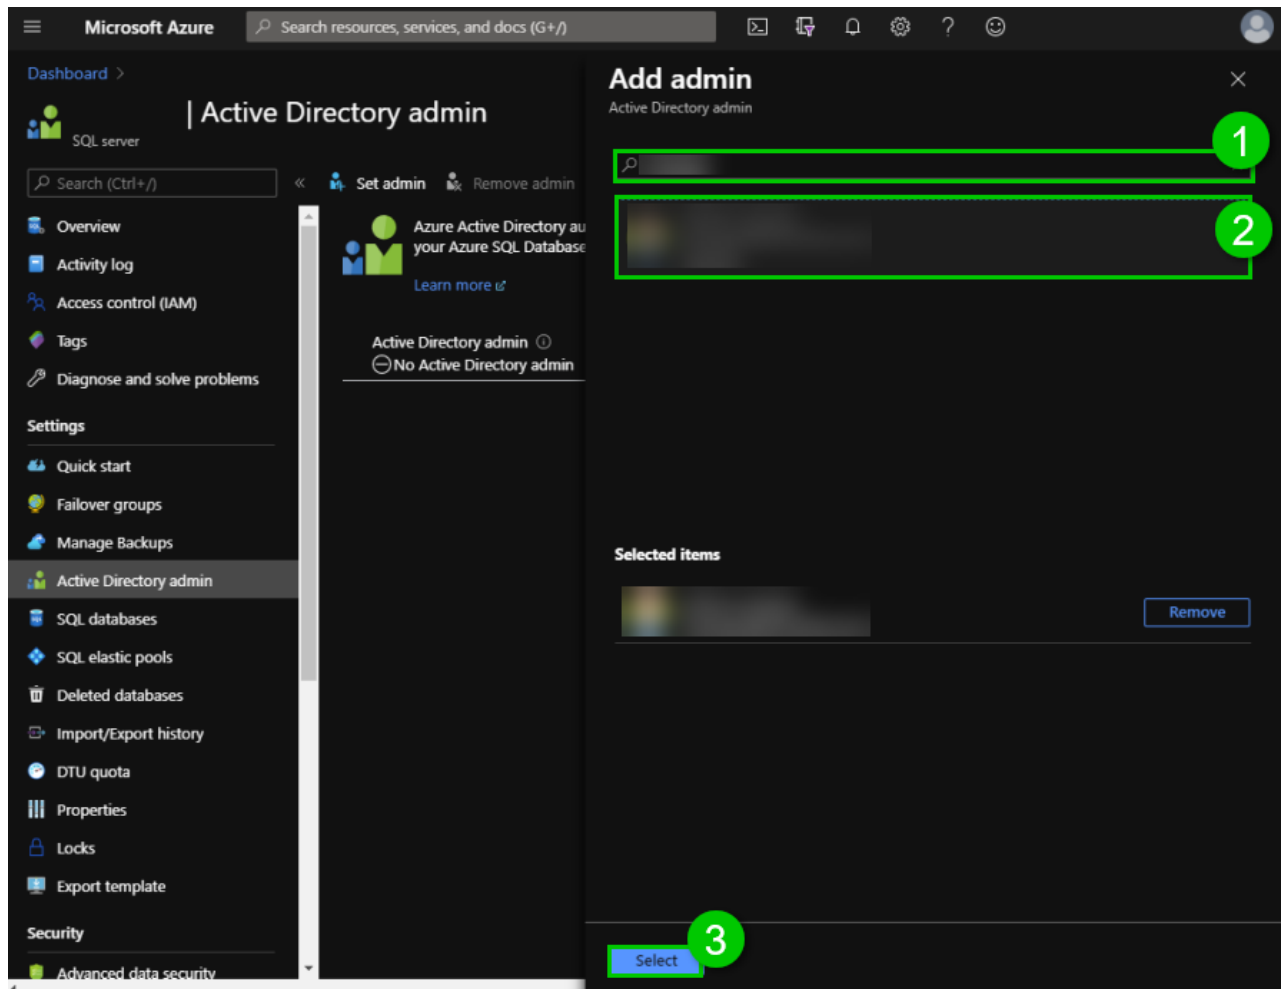 Microsoft Azure
Search resources, services, and docs (G+/)
Dashboard >
| Active Directory admin
SQL server
Search (Ctrl+/)
«
Set admin
Remove admin
Overview
Activity log
Access control (IAM)
Tags
Diagnose and solve problems
Settings
Quick start
Failover groups
Manage Backups
Active Directory admin
SQL databases
SQL elastic pools
Deleted databases
Import/Export history
DTU quota
Properties
Locks
Export template
Security
Advanced data security
Azure Active Directory au
your Azure SQL Database
Learn more
Active Directory admin
No Active Directory admin
Add admin
Active Directory admin
1
2
Selected items
Remove
3
Select